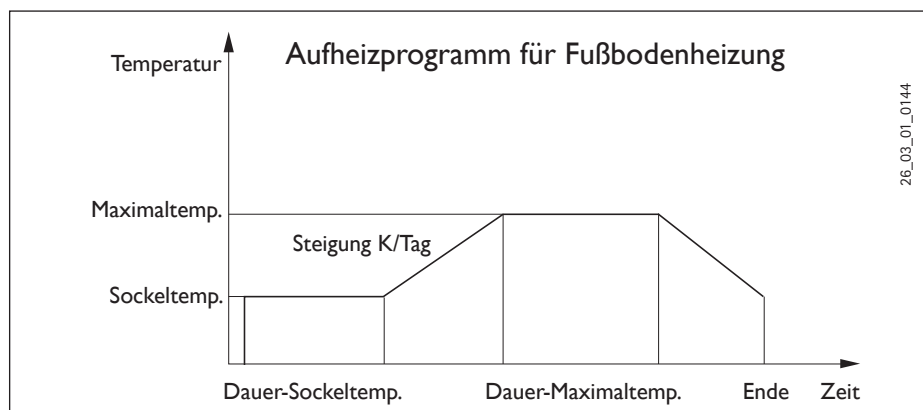 Aufheizprogramm für Fußbodenheizung
Temperatur
26_03_01_0144
Maximaltemp.
Steigung K/Tag
Sockeltemp.
Dauer-Sockeltemp. Dauer-Maximaltemp. Ende Zeit